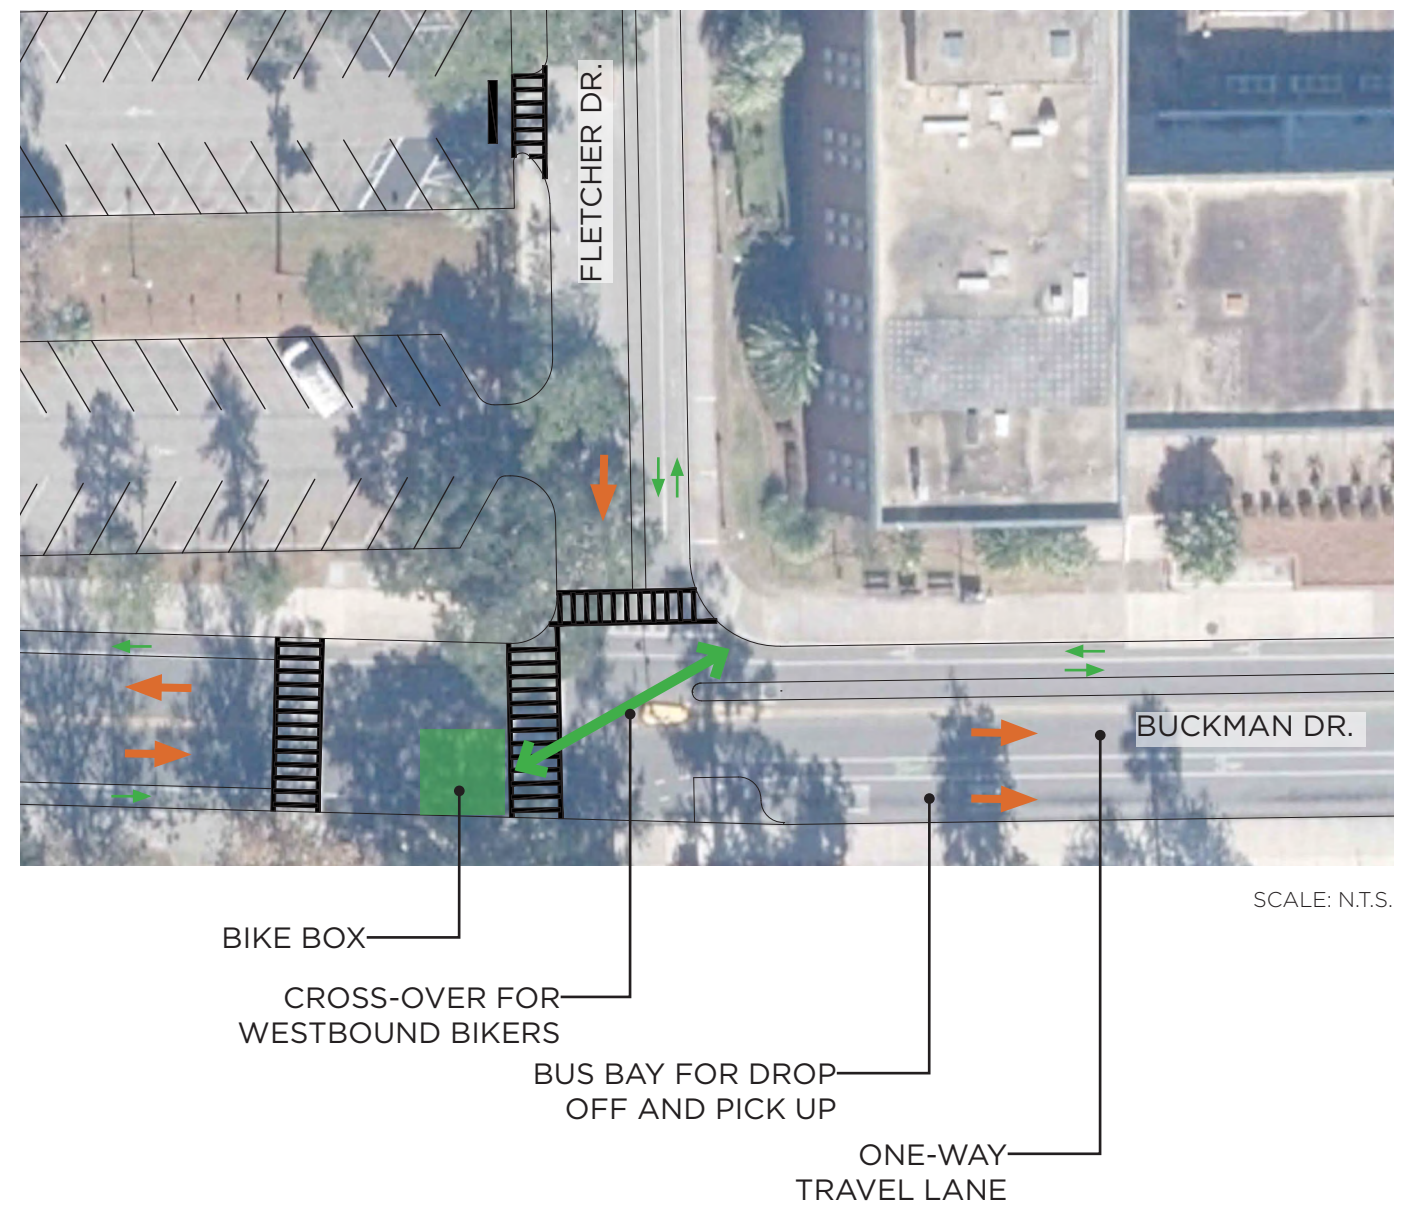 FLETCHER DR.
BUCKMAN DR.
SCALE: N.T.S.
BIKE BOX
CROSS-OVER FOR
WESTBOUND BIKERS
BUS BAY FOR DROP
OFF AND PICK UP
ONE-WAY
TRAVEL LANE